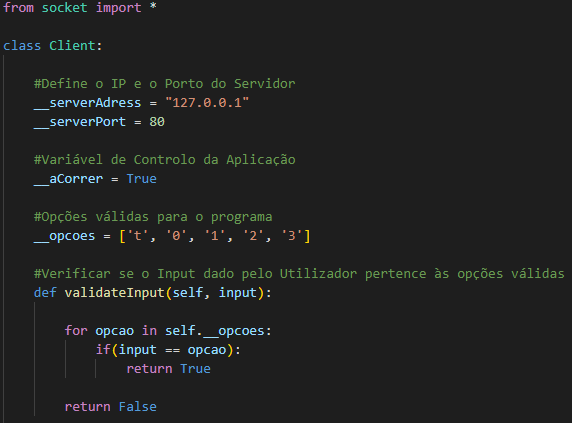 from socket import *
class Client:
#Define o IP e o Porto do Servidor
__serverAdress = "127.0.0.1"
__serverPort = 80
#Variável de Controlo da Aplicação
__aCorrer = True
#Opções válidas para o programa
__opcoes = ['t', '0', '1', '2', '3']
#Verificar se o Input dado pelo Utilizador pertence às opções válidas
def validateInput(self, input):
for opcao in self.__opcoes:
if(input == opcao):
return True
return False